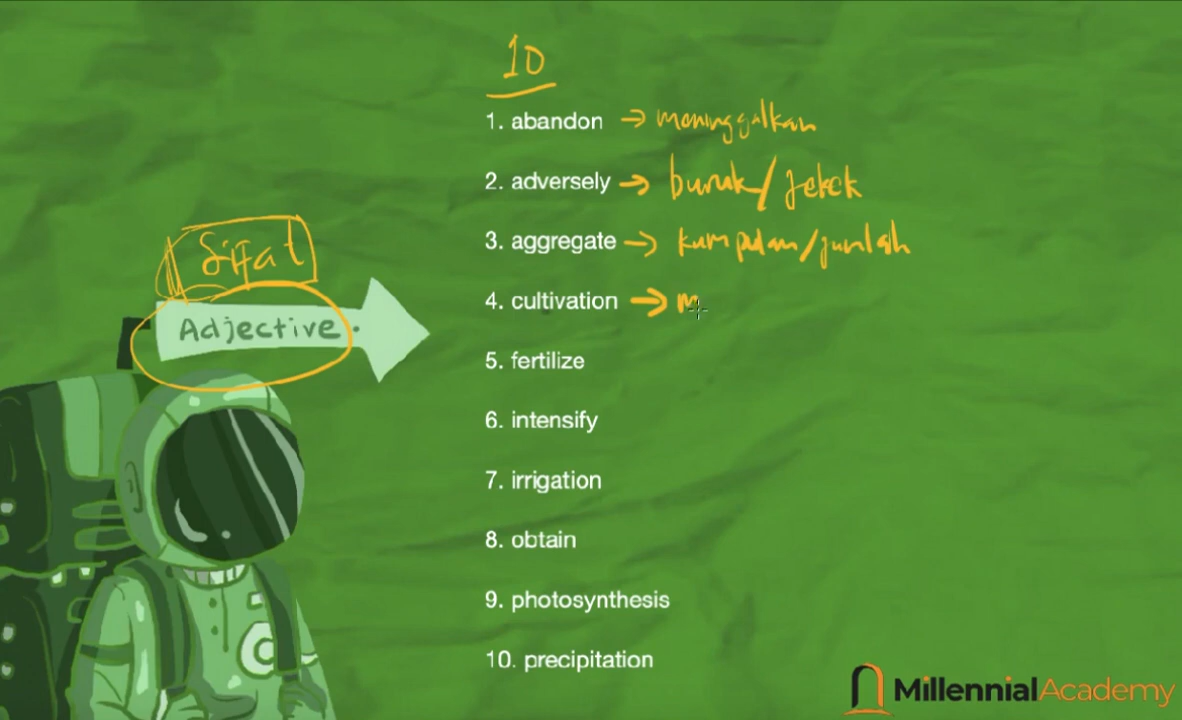 10
1. abandon → meninggalkan
2. adversely → buruk/jelek
3. aggregate → kumpulan/jumlah
Sifat
4. cultivation → m
Adjective
5. fertilize
6. intensify
7. irrigation
8. obtain
9. photosynthesis
10. precipitation
MillennialAcademy